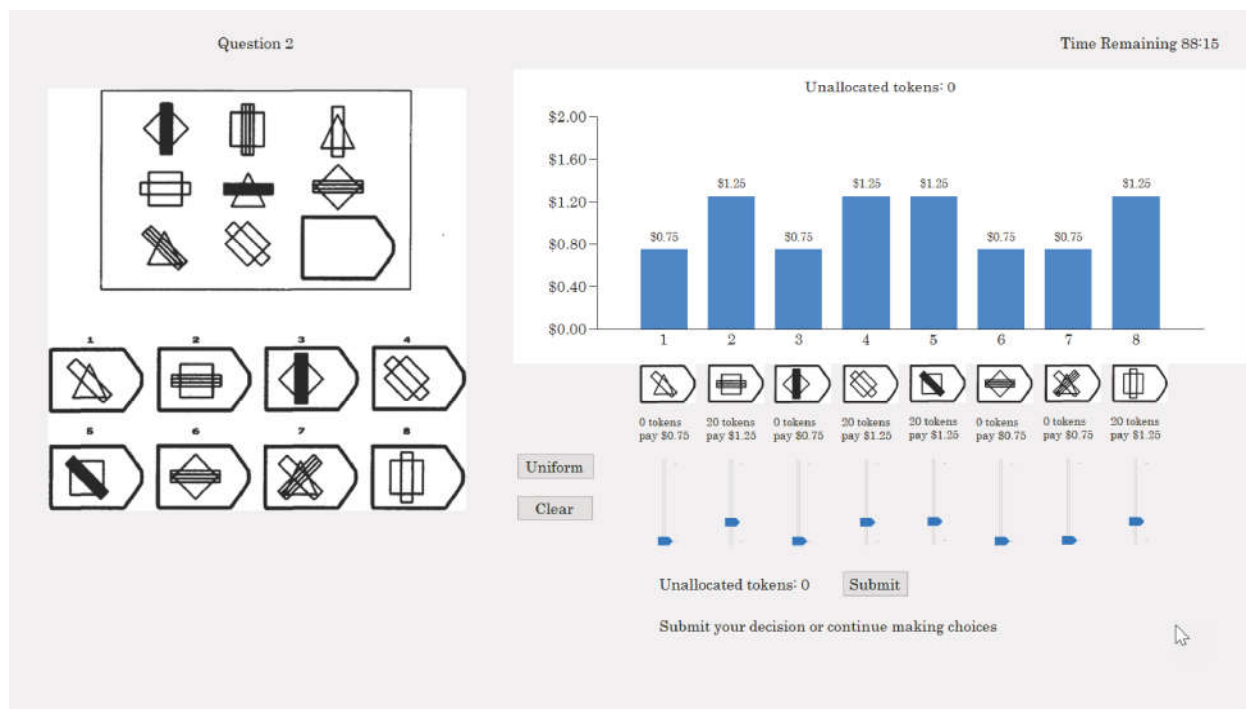 Question 2
Time Remaining 88:15
1 2 3 4
5 6 7 8
Unallocated tokens: 0
$2.00
$1.60
$1.20
$0.80
$0.40
$0.00
$0.75 $1.25 $0.75 $1.25 $1.25 $0.75 $0.75 $1.25
1 2 3 4 5 6 7 8
0 tokens 20 tokens 0 tokens 20 tokens 20 tokens 0 tokens 0 tokens 20 tokens
pay $0.75 pay $1.25 pay $0.75 pay $1.25 pay $1.25 pay $0.75 pay $0.75 pay $1.25
Uniform
Clear
Unallocated tokens: 0
Submit
Submit your decision or continue making choices